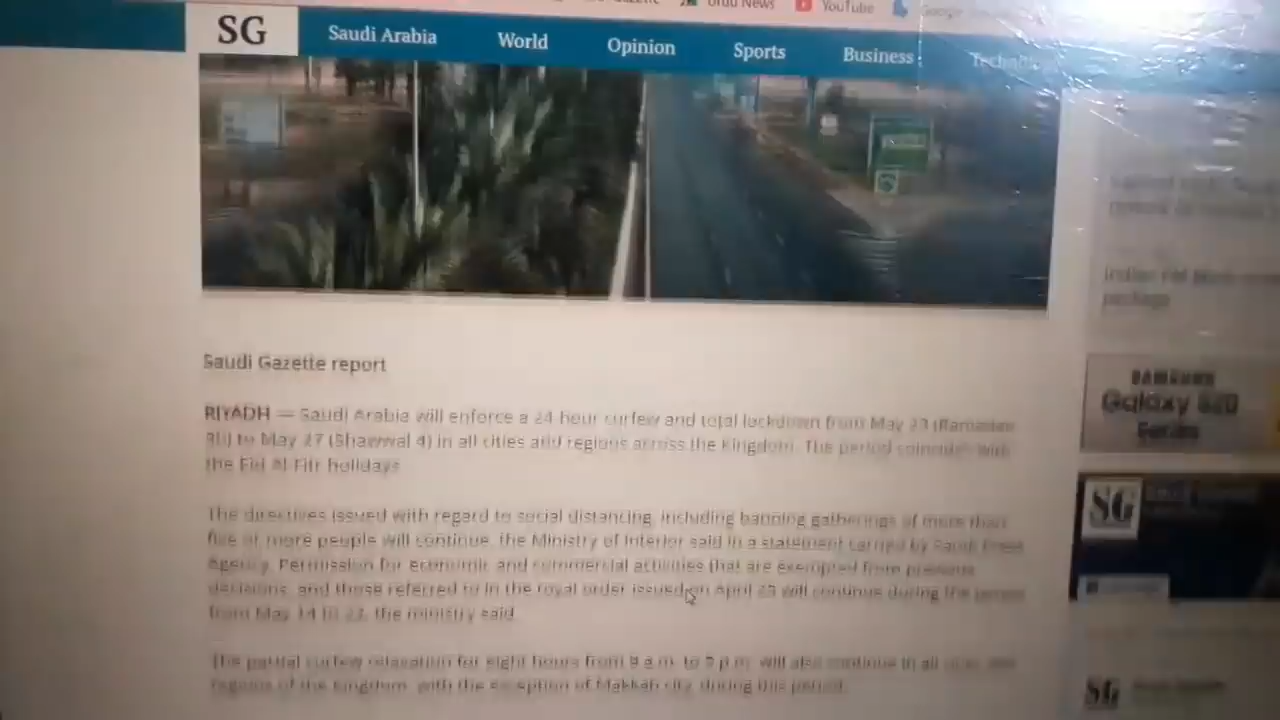 Urdu News
YouTube
Google
SG
Saudi Arabia
World
Opinion
Sports
Business
Saudi Gazette report
RIYADH — Saudi Arabia will enforce a 24-hour curfew and total lockdown from May 23 (Ramadan
30) to May 27 (Shawwal 4) in all cities and regions across the Kingdom. The period coincides with
the Eid Al-Fitr holidays.
The directives issued with regard to social distancing, including banning gatherings of more than
five or more people will continue, the Ministry of Interior said in a statement carried by Saudi Press
Agency. Permission for economic and commercial activities that are exempted from previous
decisions, and those referred to in the royal order issued on April 25 will continue during the period
from May 14 to 22, the ministry said.
The partial curfew relaxation for eight hours from 9 a.m. to 5 p.m. will also continue in all cities and
regions of the Kingdom, with the exception of Makkah city, during this period.
package
SAMSUNG
Galaxy S20
Series
SG
SG